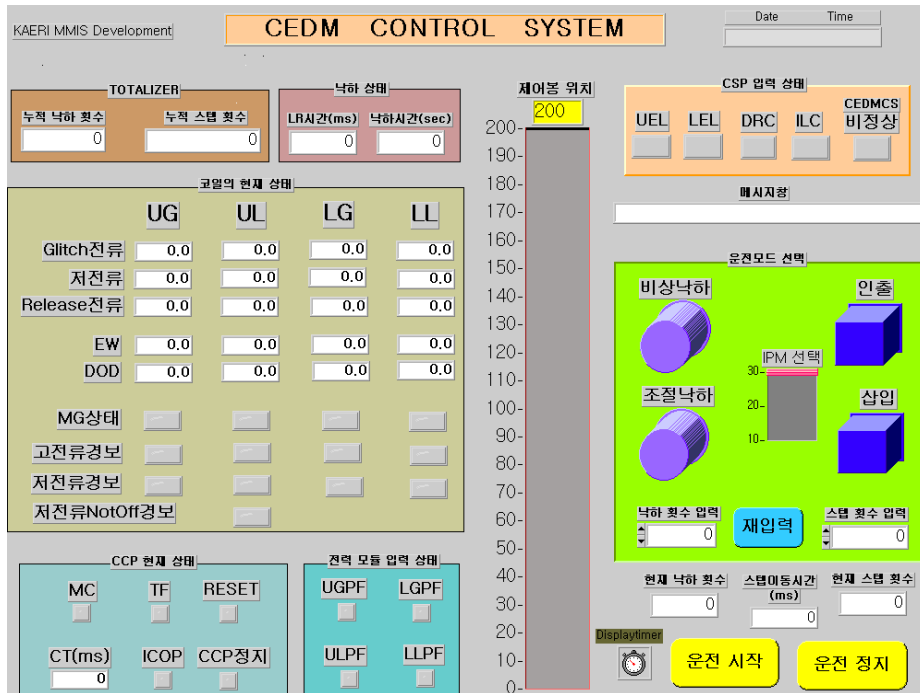 KAERI MMIS Development
CEDM CONTROL SYSTEM
Date Time
TOTALIZER
누적 낙하 횟수 누적 스텝 횟수
0 0
낙하 상태
LR시간(ms) 낙하시간(sec)
0 0
제어봉 위치
200
200
190
180
170
160
150
140
130
120
110
100
90
80
70
60
50
40
30
20
10
0
CSP 입력 상태
UEL LEL DRC ILC CEDMCS
비정상
메시지창
코일의 현재 상태
UG UL LG LL
Glitch전류 0.0 0.0 0.0 0.0
저전류 0.0 0.0 0.0 0.0
Release전류 0.0 0.0 0.0 0.0
EW 0.0 0.0 0.0 0.0
DOD 0.0 0.0 0.0 0.0
MG상태
고전류경보
저전류경보
저전류NotOff경보
운전모드 선택
비상낙하 인출
IPM 선택
30
20
10
조절낙하 삽입
낙하 횟수 입력 재입력 스텝 횟수 입력
0 0
CCP 현재 상태
MC TF RESET
CT(ms) ICOP CCP정지
0
전력 모듈 입력 상태
UGPF LGPF
ULPF LLPF
현재 낙하 횟수 스텝이동시간
(ms) 현재 스텝 횟수
0 0 0
Displaytimer
운전 시작 운전 정지